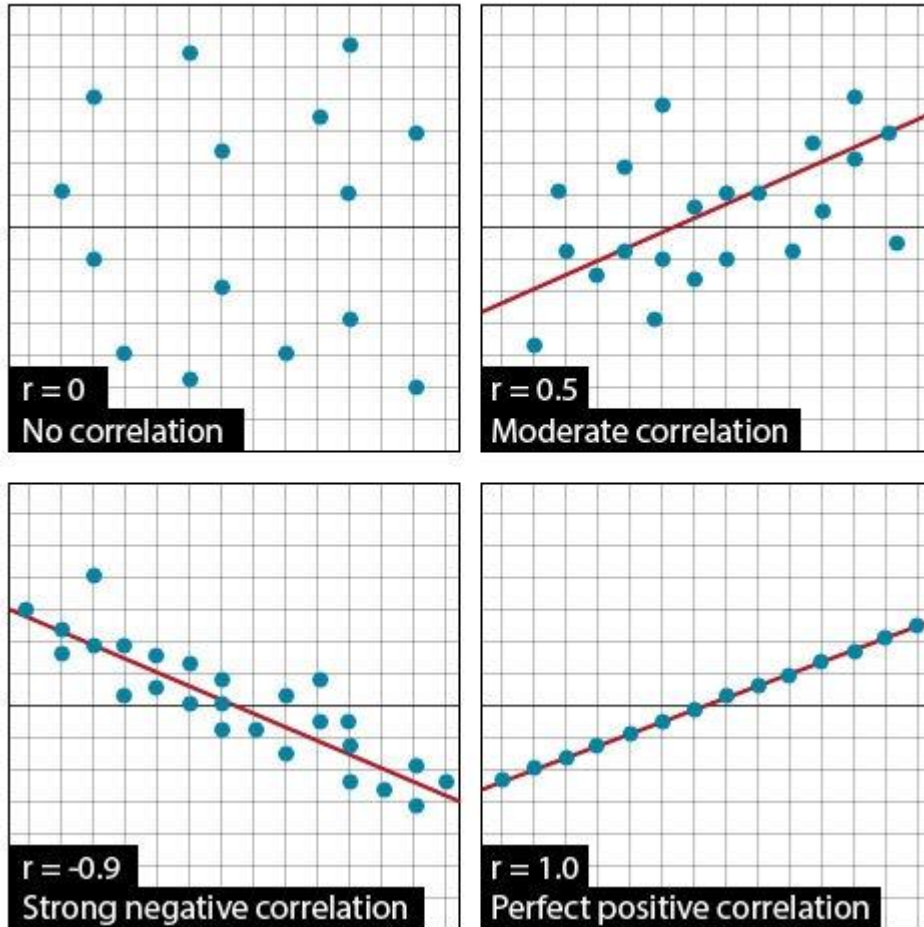 r = 0
No correlation
r = 0.5
Moderate correlation
r = -0.9
Strong negative correlation
r = 1.0
Perfect positive correlation